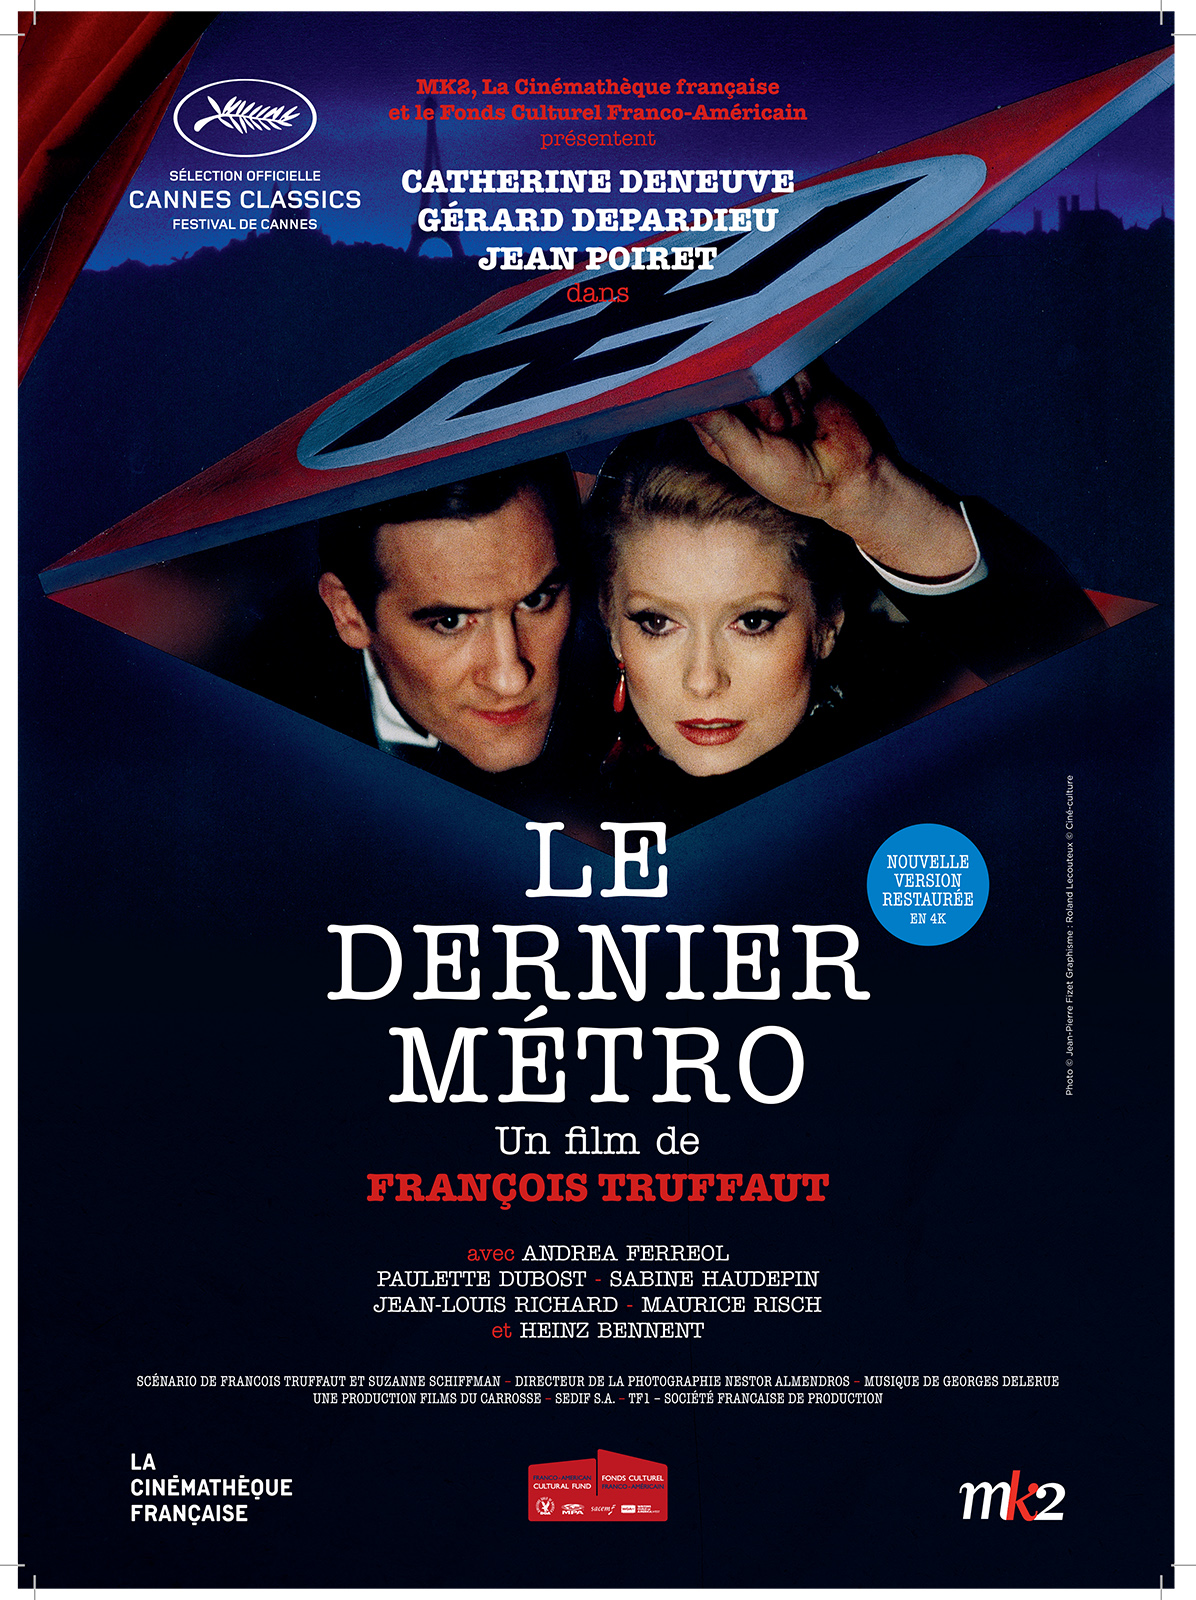 MK2, La Cinémathèque française
et le Fonds Culturel Franco-Américain
présentent
SÉLECTION OFFICIELLE
CANNES CLASSICS
FESTIVAL DE CANNES
CATHERINE DENEUVE
GÉRARD DEPARDIEU
JEAN POIRET
dans
LE
DERNIER
MÉTRO
NOUVELLE
VERSION
RESTAURÉE
EN 4K
Photo © Jean-Pierre Fizet Graphisme : Roland Lecouteux © Ciné-culture
Un film de
FRANÇOIS TRUFFAUT
avec ANDREA FERREOL
PAULETTE DUBOST - SABINE HAUDEPIN
JEAN-LOUIS RICHARD - MAURICE RISCH
et HEINZ BENNENT
SCÉNARIO DE FRANCOIS TRUFFAUT ET SUZANNE SCHIFFMAN – DIRECTEUR DE LA PHOTOGRAPHIE NESTOR ALMENDROS – MUSIQUE DE GEORGES DELERUE
UNE PRODUCTION FILMS DU CARROSSE – SEDIF S.A. – TF1 – SOCIÉTÉ FRANCAISE DE PRODUCTION
LA
CINÉMATHÈQUE
FRANÇAISE
FRANCO-AMERICAN
CULTURAL FUND
FONDS CULTUREL
FRANCO-AMÉRICAIN
DGA
MPA
sacem
mk2